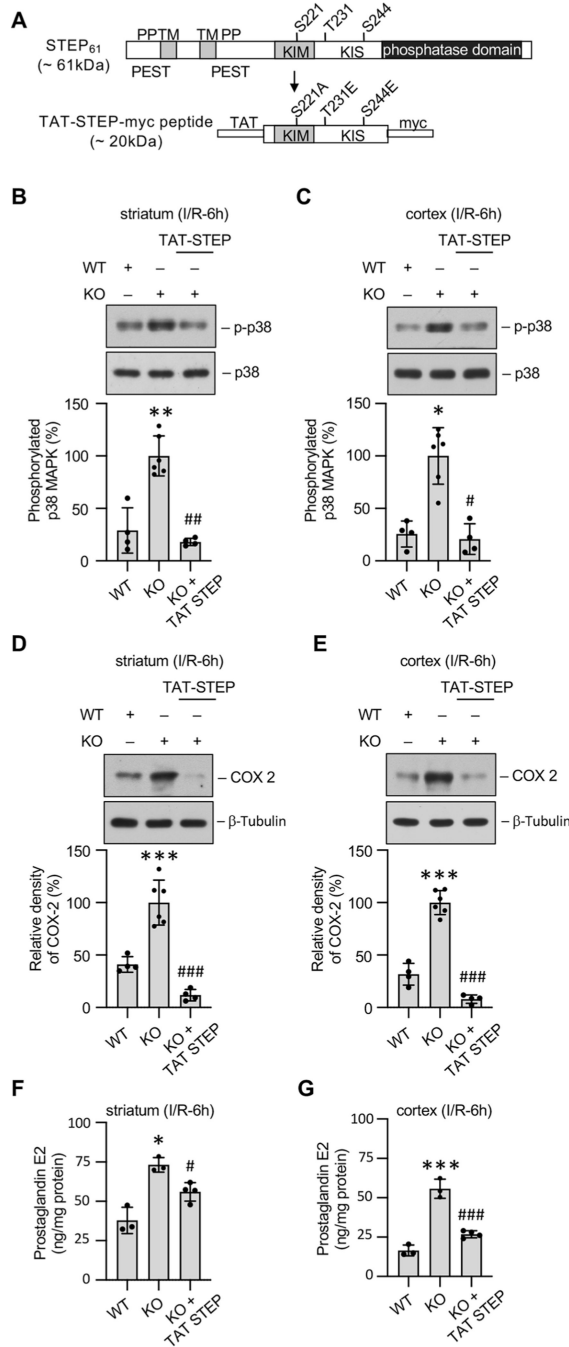 A
S221
T231
S244
PPTM
TM PP
STEP61
KIM
KIS
phosphatase domain
(~ 61kDa)
PEST
PEST
S221A
T231E
S244E
TAT-STEP-myc peptide
TAT
KIM
KIS
myc
(~ 20kDa)
B
striatum (I/R-6h)
TAT-STEP
WT + – –
KO – + +
– p-p38
– p38
Phosphorylated
p38 MAPK (%)
150
100
50
0
**
##
WT
KO
KO +
TAT STEP
C
cortex (I/R-6h)
TAT-STEP
WT + – –
KO – + +
– p-p38
– p38
Phosphorylated
p38 MAPK (%)
150
100
50
0
*
#
WT
KO
KO +
TAT STEP
D
striatum (I/R-6h)
TAT-STEP
WT + – –
KO – + +
– COX 2
– β-Tubulin
Relative density
of COX-2 (%)
150
100
50
0
***
###
WT
KO
KO +
TAT STEP
E
cortex (I/R-6h)
TAT-STEP
WT + – –
KO – + +
– COX 2
– β-Tubulin
Relative density
of COX-2 (%)
150
100
50
0
***
###
WT
KO
KO +
TAT STEP
F
striatum (I/R-6h)
Prostaglandin E2
(ng/mg protein)
100
75
50
25
0
*
#
WT
KO
KO +
TAT STEP
G
cortex (I/R-6h)
Prostaglandin E2
(ng/mg protein)
100
75
50
25
0
***
###
WT
KO
KO +
TAT STEP